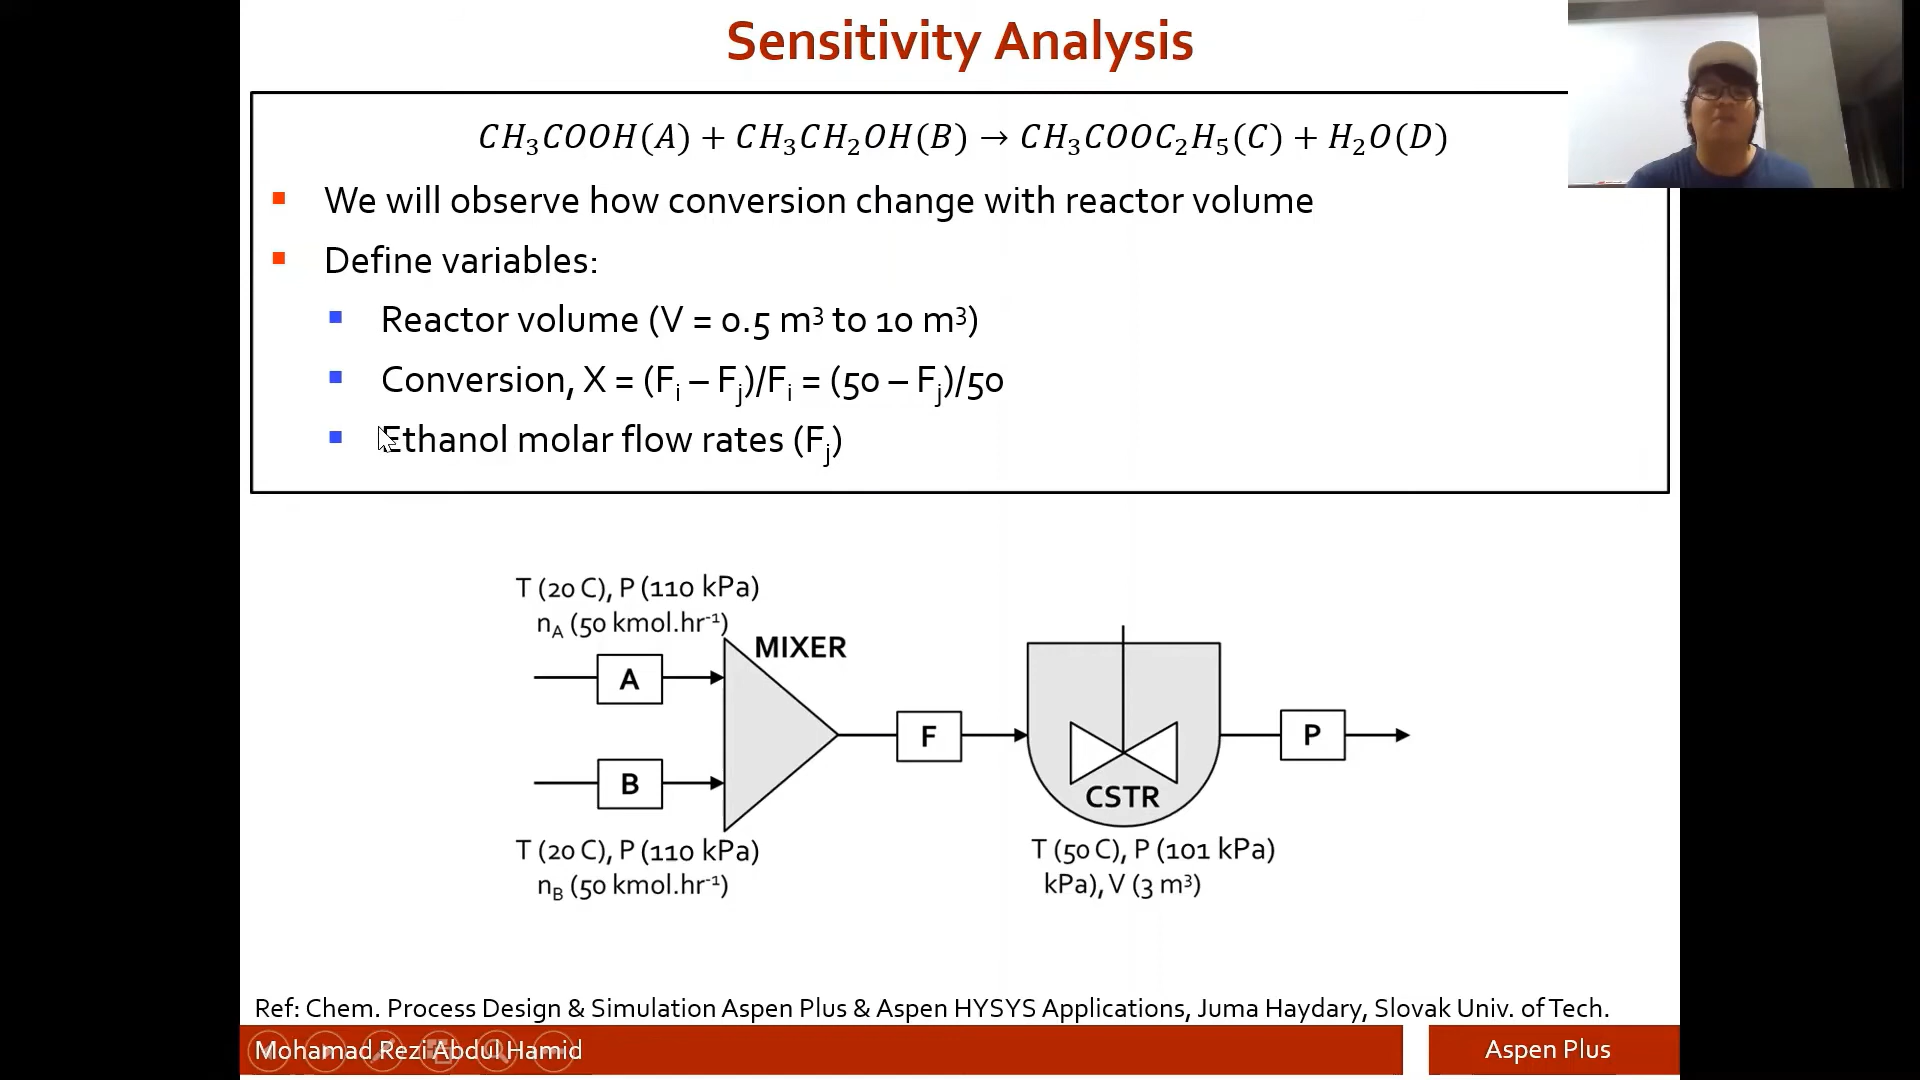 Sensitivity Analysis
CH₃COOH(A) + CH₃CH₂OH(B) → CH₃COOC₂H₅(C) + H₂O(D)
We will observe how conversion change with reactor volume
Define variables:
Reactor volume (V = 0.5 m³ to 10 m³)
Conversion, X = (Fᵢ – Fⱼ)/Fᵢ = (50 – Fⱼ)/50
Ethanol molar flow rates (Fⱼ)
T (20 C), P (110 kPa)
n_A (50 kmol.hr⁻¹)
MIXER
A
F
P
B
CSTR
T (20 C), P (110 kPa)
n_B (50 kmol.hr⁻¹)
T (50 C), P (101 kPa)
kPa), V (3 m³)
Ref: Chem. Process Design & Simulation Aspen Plus & Aspen HYSYS Applications, Juma Haydary, Slovak Univ. of Tech.
Mohamad Rezi Abdul Hamid
Aspen Plus